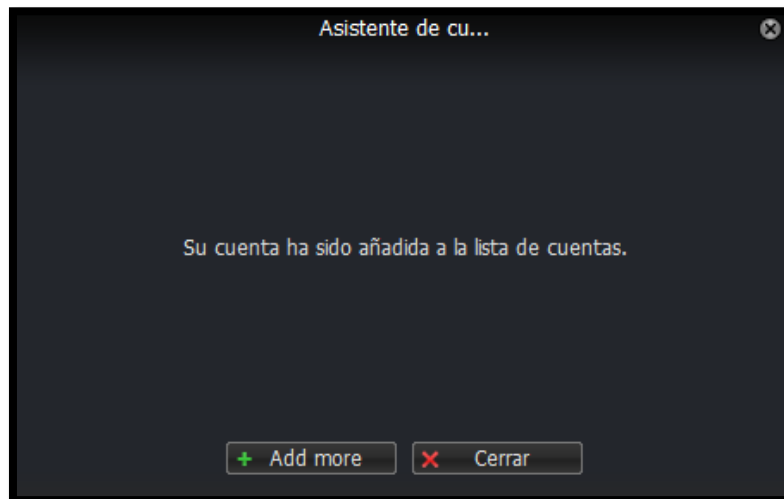 Asistente de cu...
Su cuenta ha sido añadida a la lista de cuentas.
Add more
Cerrar